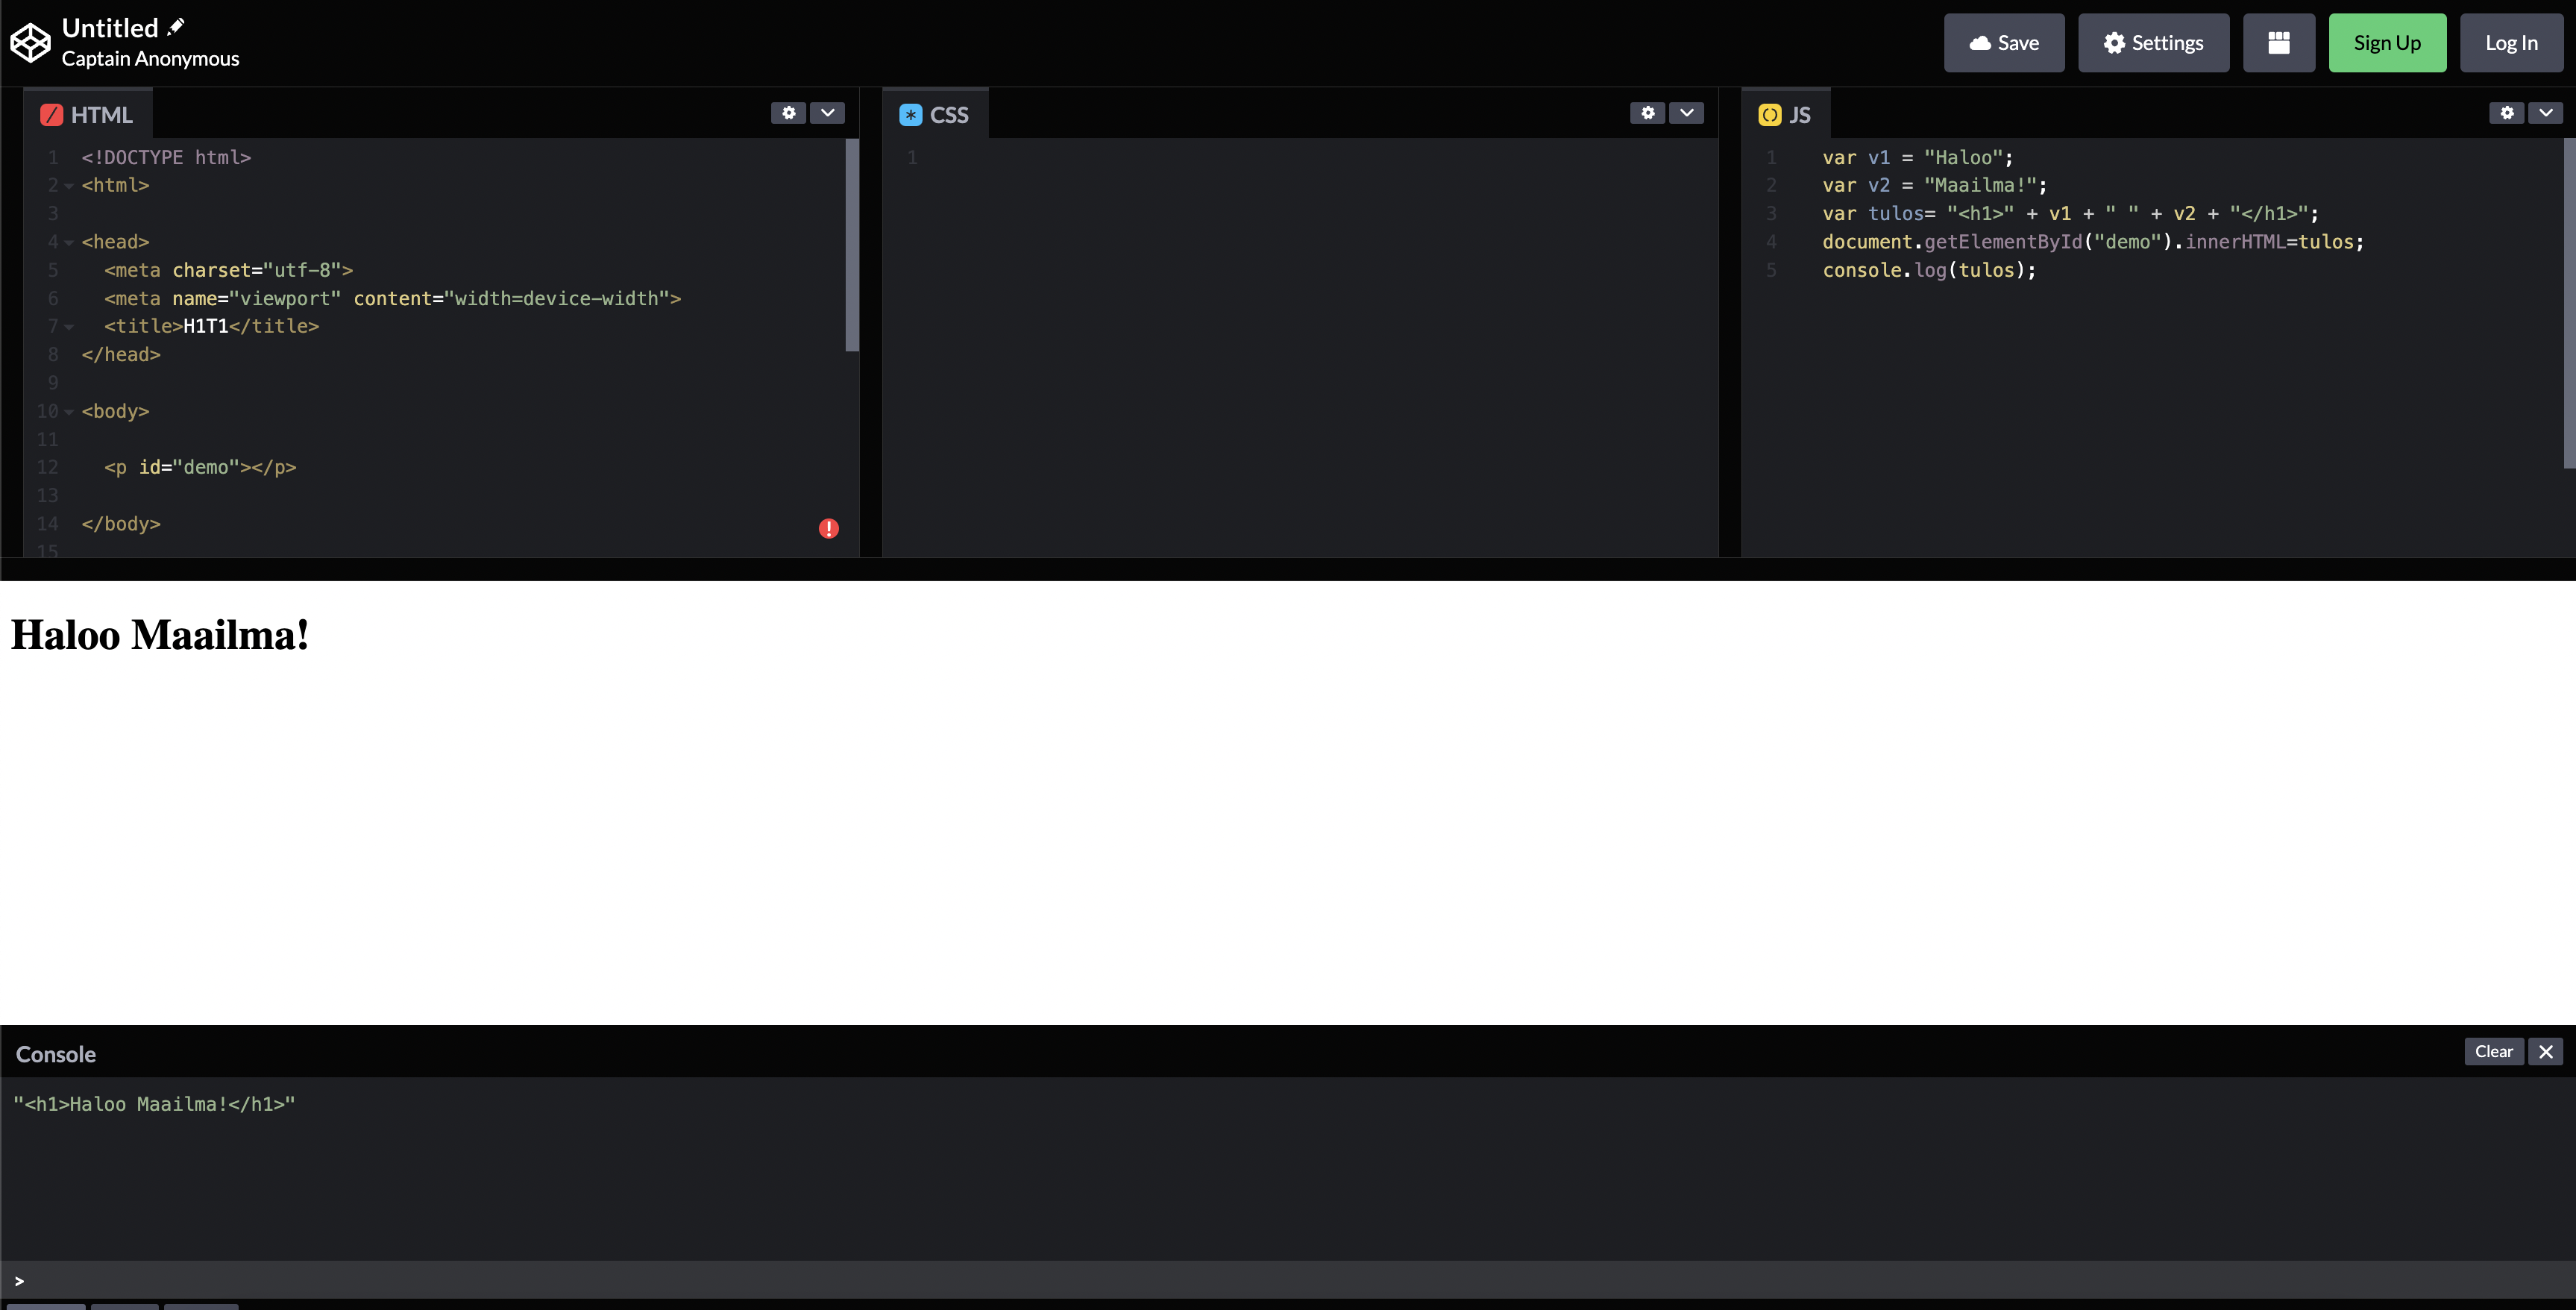 Untitled
Captain Anonymous
Save
Settings
Sign Up
Log In
HTML
1 <!DOCTYPE html>
2 <html>
3
4 <head>
5 <meta charset="utf-8">
6 <meta name="viewport" content="width=device-width">
7 <title>H1T1</title>
8 </head>
9
10 <body>
11
12 <p id="demo"></p>
13
14 </body>
15
CSS
1
JS
1 var v1 = "Haloo";
2 var v2 = "Maailma!";
3 var tulos= "<h1>" + v1 + " " + v2 + "</h1>";
4 document.getElementById("demo").innerHTML=tulos;
5 console.log(tulos);
Haloo Maailma!
Console
Clear
"<h1>Haloo Maailma!</h1>"
>